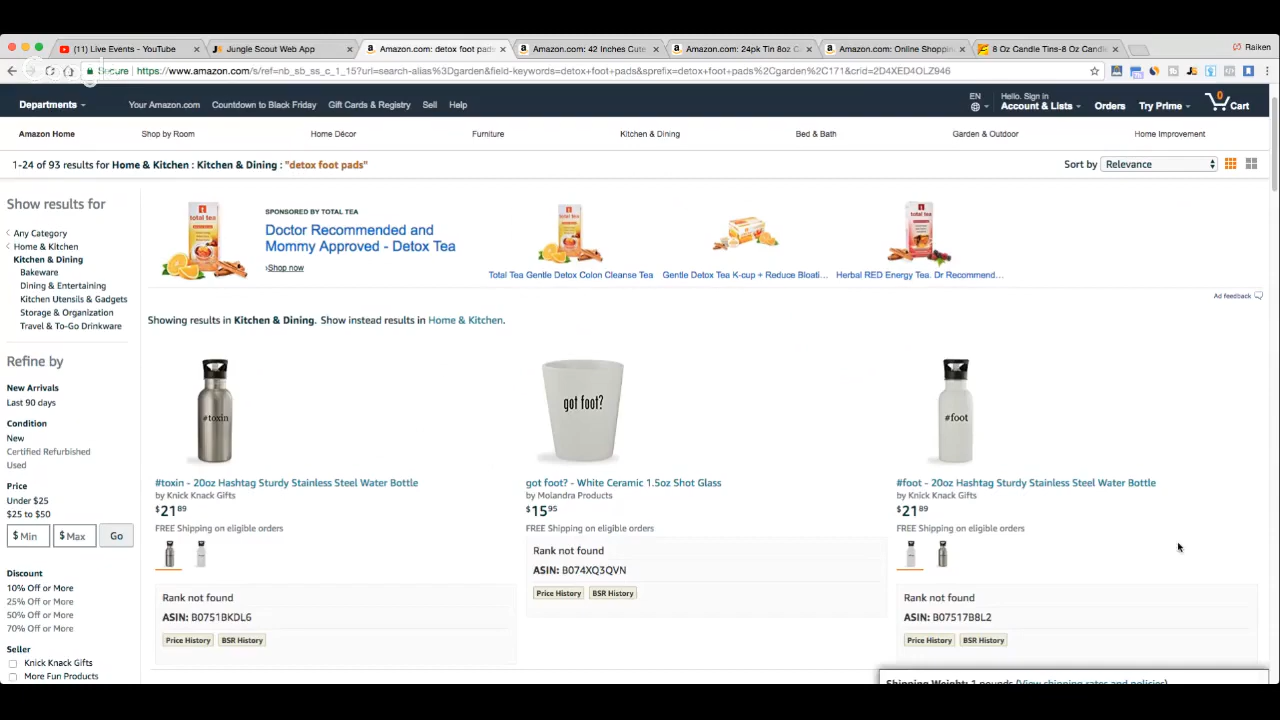 (11) Live Events - YouTube
Jungle Scout Web App
Amazon.com: detox foot pads
Amazon.com: 42 Inches Cute
Amazon.com: 24pk Tin 8oz C
Amazon.com: Online Shoppin
8 Oz Candle Tins-8 Oz Candle
Raiken
Secure
https://www.amazon.com/s/ref=nb_sb_ss_c_1_15?url=search-alias%3Dgarden&field-keywords=detox+foot+pads&sprefix=detox+foot+pads%2Cgarden%2C171&crid=2D4XED4OLZ046
Departments
Your Amazon.com
Countdown to Black Friday
Gift Cards & Registry
Sell
Help
EN
Hello. Sign in
Account & Lists
Orders
Try Prime
0
Cart
Amazon Home
Shop by Room
Home Décor
Furniture
Kitchen & Dining
Bed & Bath
Garden & Outdoor
Home Improvement
1-24 of 93 results for Home & Kitchen : Kitchen & Dining : "detox foot pads"
Sort by
Relevance
Show results for
Any Category
Home & Kitchen
Kitchen & Dining
Bakeware
Dining & Entertaining
Kitchen Utensils & Gadgets
Storage & Organization
Travel & To-Go Drinkware
Refine by
New Arrivals
Last 90 days
Condition
New
Certified Refurbished
Used
Price
Under $25
$25 to $50
$ Min
$ Max
Go
Discount
10% Off or More
25% Off or More
50% Off or More
70% Off or More
Seller
Knick Knack Gifts
More Fun Products
total tea
SPONSORED BY TOTAL TEA
Doctor Recommended and
Mommy Approved - Detox Tea
›Shop now
total tea
Total Tea Gentle Detox Colon Cleanse Tea
Gentle Detox Tea K-cup + Reduce Bloati...
total tea
Herbal RED Energy Tea. Dr Recommend...
Ad feedback
Showing results in Kitchen & Dining. Show instead results in Home & Kitchen.
#toxin
#toxin - 20oz Hashtag Sturdy Stainless Steel Water Bottle
by Knick Knack Gifts
$21 89
FREE Shipping on eligible orders
Rank not found
ASIN: B0751BKDL6
Price History
BSR History
got foot?
got foot? - White Ceramic 1.5oz Shot Glass
by Molandra Products
$15 95
FREE Shipping on eligible orders
Rank not found
ASIN: B074XQ3QVN
Price History
BSR History
#foot
#foot - 20oz Hashtag Sturdy Stainless Steel Water Bottle
by Knick Knack Gifts
$21 89
FREE Shipping on eligible orders
Rank not found
ASIN: B07517B8L2
Price History
BSR History
Shipping Weight: 1 pounds (View shipping rates and policies)